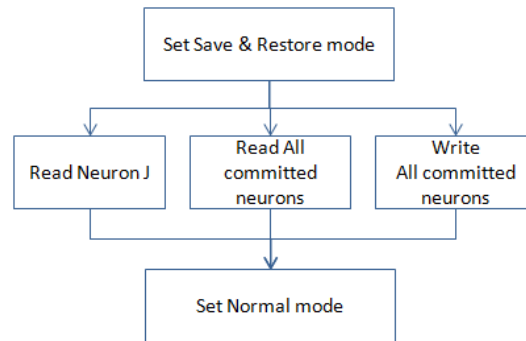 Set Save & Restore mode
Read Neuron J
Read All
committed
neurons
Write
All committed
neurons
Set Normal mode